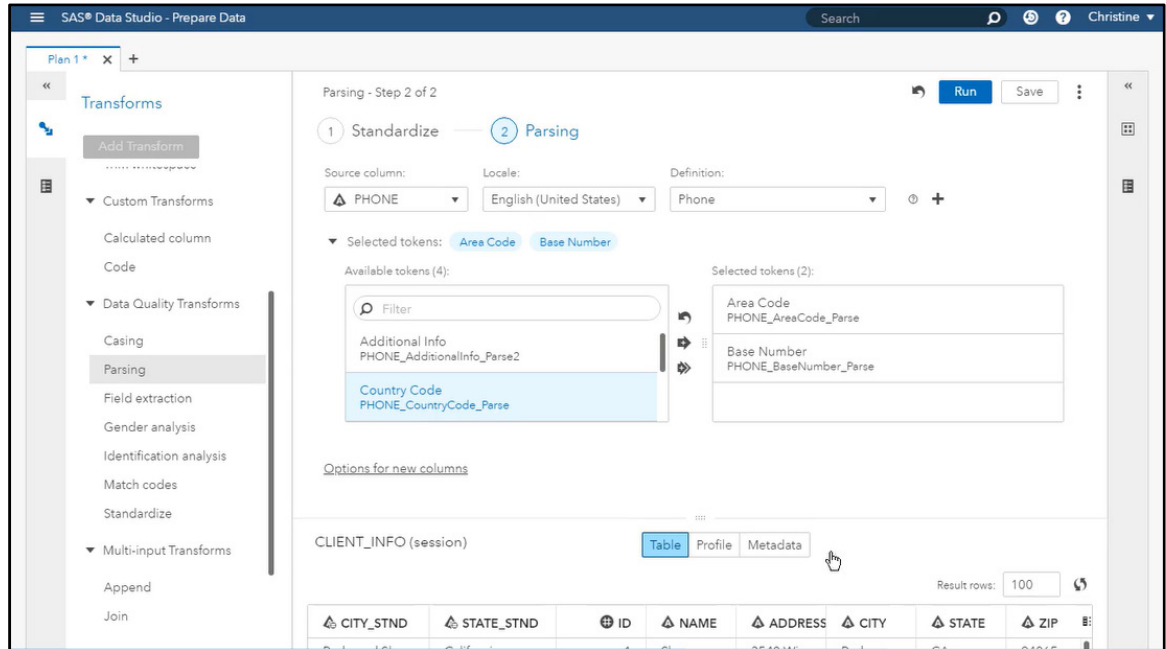 SAS® Data Studio - Prepare Data
Search
Christine
Plan 1 *
Transforms
Add Transform
Custom Transforms
Calculated column
Code
Data Quality Transforms
Casing
Parsing
Field extraction
Gender analysis
Identification analysis
Match codes
Standardize
Multi-input Transforms
Append
Join
Parsing - Step 2 of 2
Run
Save
1 Standardize
2 Parsing
Source column: Locale: Definition:
PHONE English (United States) Phone
Selected tokens: Area Code Base Number
Available tokens (4):
Filter
Additional Info
PHONE_AdditionalInfo_Parse2
Country Code
PHONE_CountryCode_Parse
Selected tokens (2):
Area Code
PHONE_AreaCode_Parse
Base Number
PHONE_BaseNumber_Parse
Options for new columns
CLIENT_INFO (session)
Table Profile Metadata
Result rows: 100
CITY_STND STATE_STND ID NAME ADDRESS CITY STATE ZIP